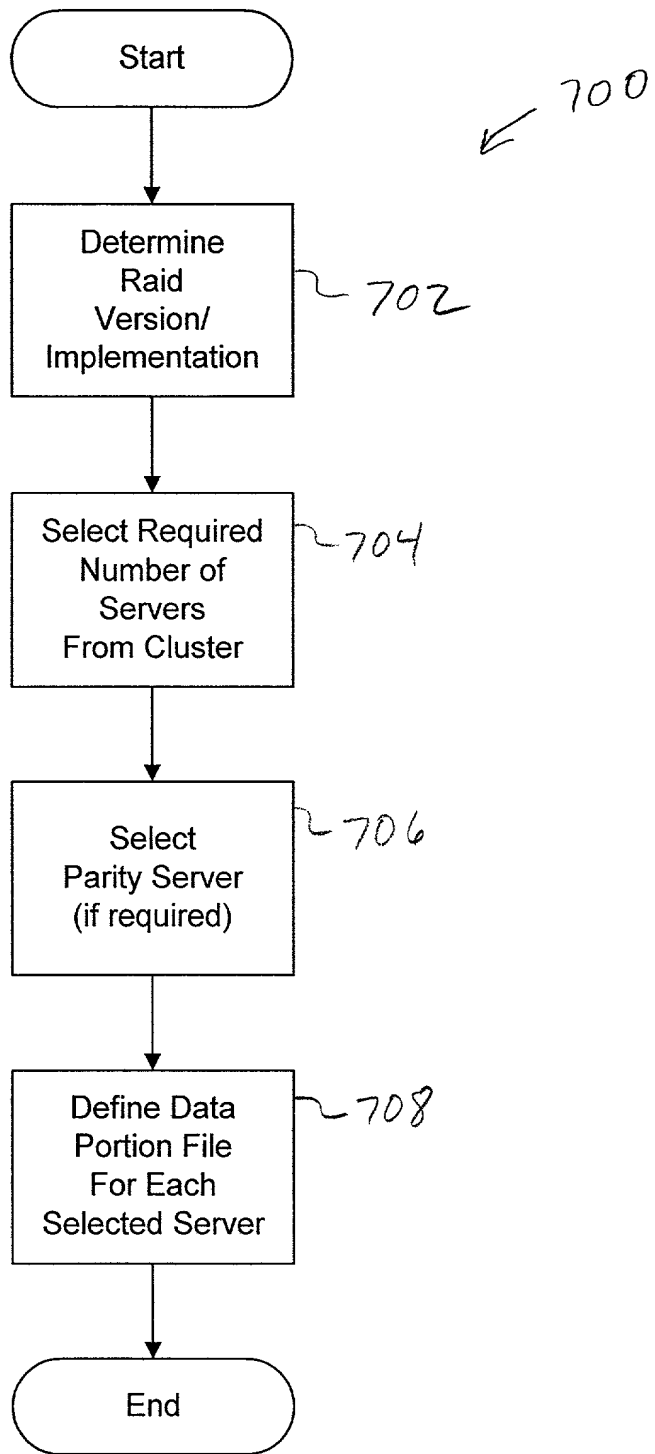 Start
700
Determine
Raid
Version/
Implementation
702
Select Required
Number of
Servers
From Cluster
704
Select
Parity Server
(if required)
706
Define Data
Portion File
For Each
Selected Server
708
End